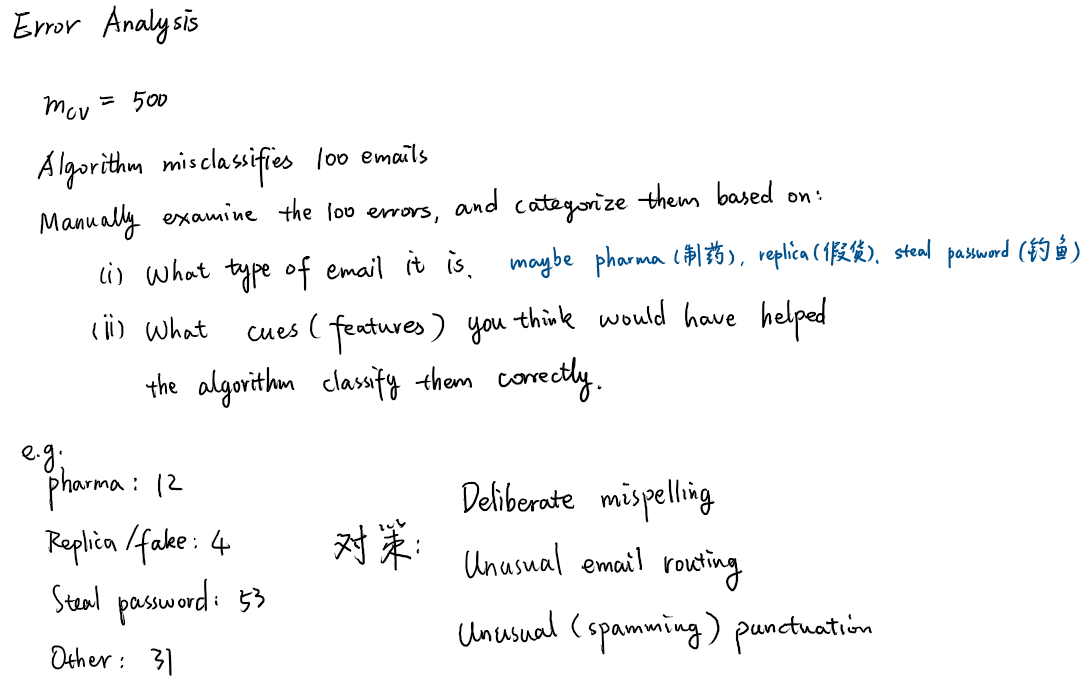 Error Analysis
m_cv = 500
Algorithm misclassifies 100 emails
Manually examine the 100 errors, and categorize them based on:
(i) What type of email it is. maybe pharma (制药), replica (假货), steal password (钓鱼)
(ii) What cues (features) you think would have helped
the algorithm classify them correctly.
e.g.
pharma: 12
Replica/fake: 4
Steal password: 53
Other: 31
对策:
Deliberate mispelling
Unusual email routing
Unusual (spamming) punctuation